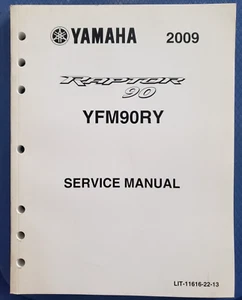 YAMAHA 2009
RAPTOR
90
YFM90RY
SERVICE MANUAL
LIT-11616-22-13